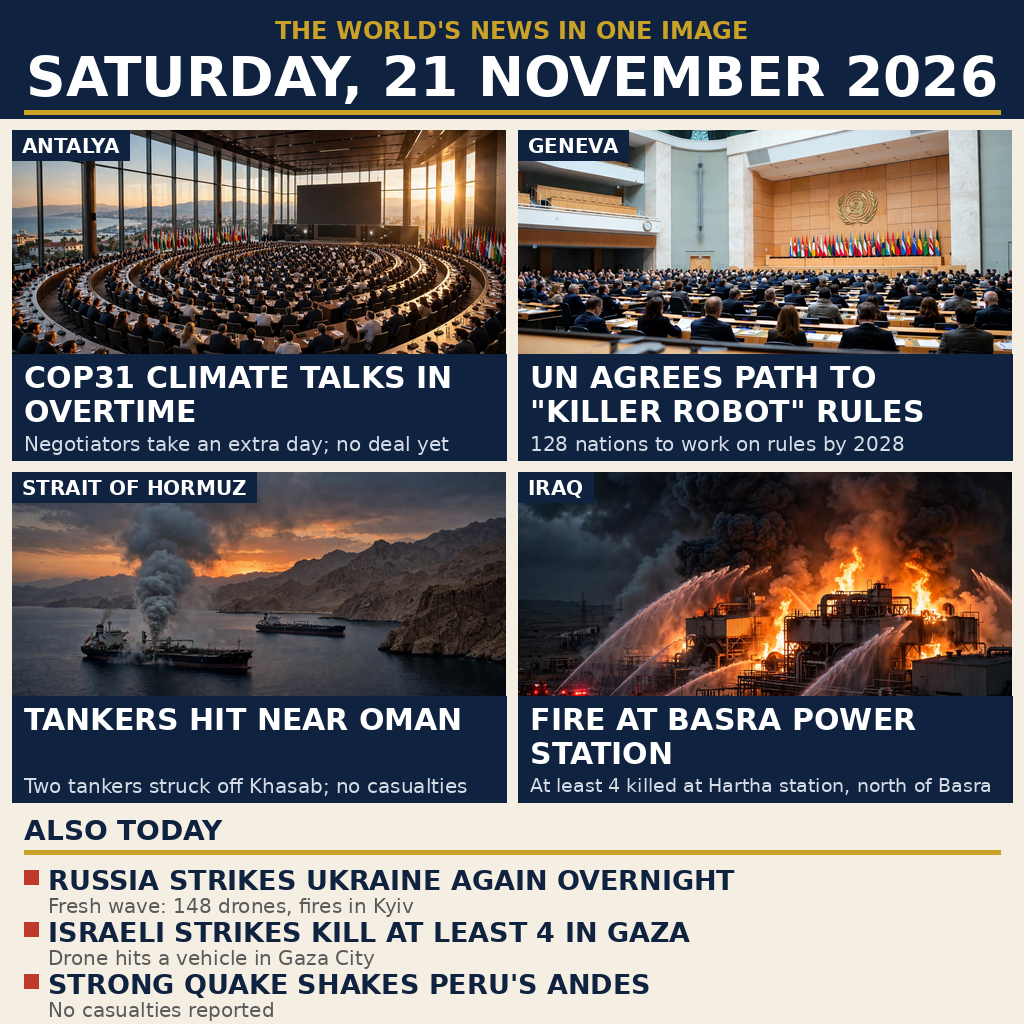 THE WORLD'S NEWS IN ONE IMAGE
SATURDAY, 21 NOVEMBER 2026
ANTALYA
COP31 CLIMATE TALKS IN
OVERTIME
Negotiators take an extra day; no deal yet
GENEVA
UN AGREES PATH TO
"KILLER ROBOT" RULES
128 nations to work on rules by 2028
STRAIT OF HORMUZ
TANKERS HIT NEAR OMAN
Two tankers struck off Khasab; no casualties
IRAQ
FIRE AT BASRA POWER
STATION
At least 4 killed at Hartha station, north of Basra
ALSO TODAY
RUSSIA STRIKES UKRAINE AGAIN OVERNIGHT
Fresh wave: 148 drones, fires in Kyiv
ISRAELI STRIKES KILL AT LEAST 4 IN GAZA
Drone hits a vehicle in Gaza City
STRONG QUAKE SHAKES PERU'S ANDES
No casualties reported